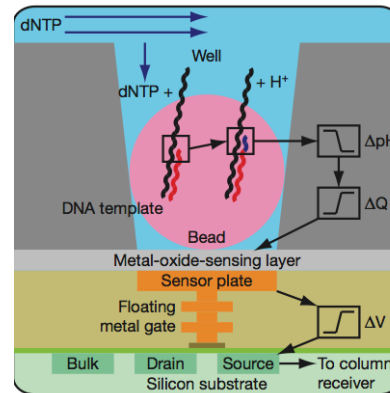 dNTP
Well
dNTP +
+ H+
ΔpH
ΔQ
DNA template
Bead
Metal-oxide-sensing layer
Sensor plate
Floating
metal gate
ΔV
Bulk
Drain
Source
To column
receiver
Silicon substrate